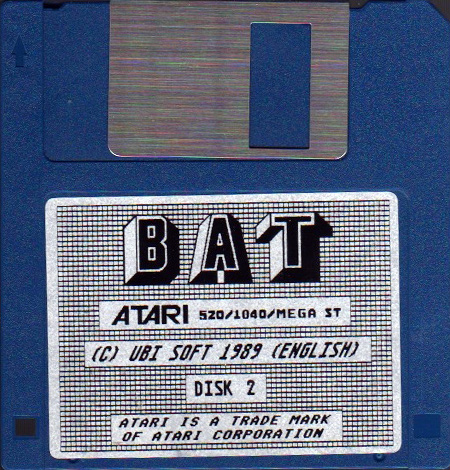 BAT
ATARI 520/1040/MEGA ST
(C) UBI SOFT 1989 (ENGLISH)
DISK 2
ATARI IS A TRADE MARK
OF ATARI CORPORATION